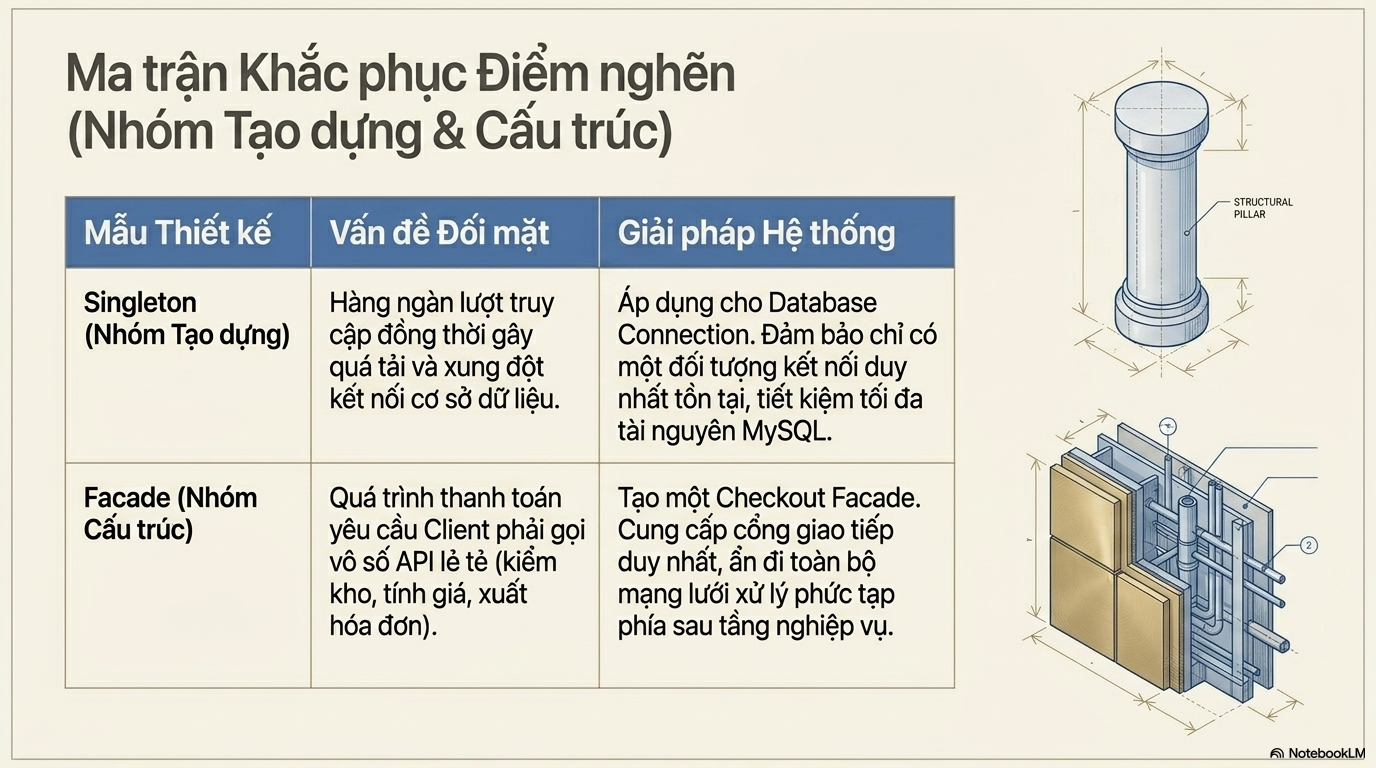 Ma trận Khắc phục Điểm nghẽn
(Nhóm Tạo dựng & Cấu trúc)
Mẫu Thiết kế
Vấn đề Đối mặt
Giải pháp Hệ thống
Singleton
(Nhóm Tạo dựng)
Hàng ngàn lượt truy
cập đồng thời gây
quá tải và xung đột
kết nối cơ sở dữ liệu.
Áp dụng cho Database
Connection. Đảm bảo chỉ có
một đối tượng kết nối duy
nhất tồn tại, tiết kiệm tối đa
tài nguyên MySQL.
Facade (Nhóm
Cấu trúc)
Quá trình thanh toán
yêu cầu Client phải gọi
vô số API lẻ tẻ (kiểm
kho, tính giá, xuất
hóa đơn).
Tạo một Checkout Facade.
Cung cấp cổng giao tiếp
duy nhất, ẩn đi toàn bộ
mạng lưới xử lý phức tạp
phía sau tầng nghiệp vụ.
STRUCTURAL
PILLAR
2
NotebookLM